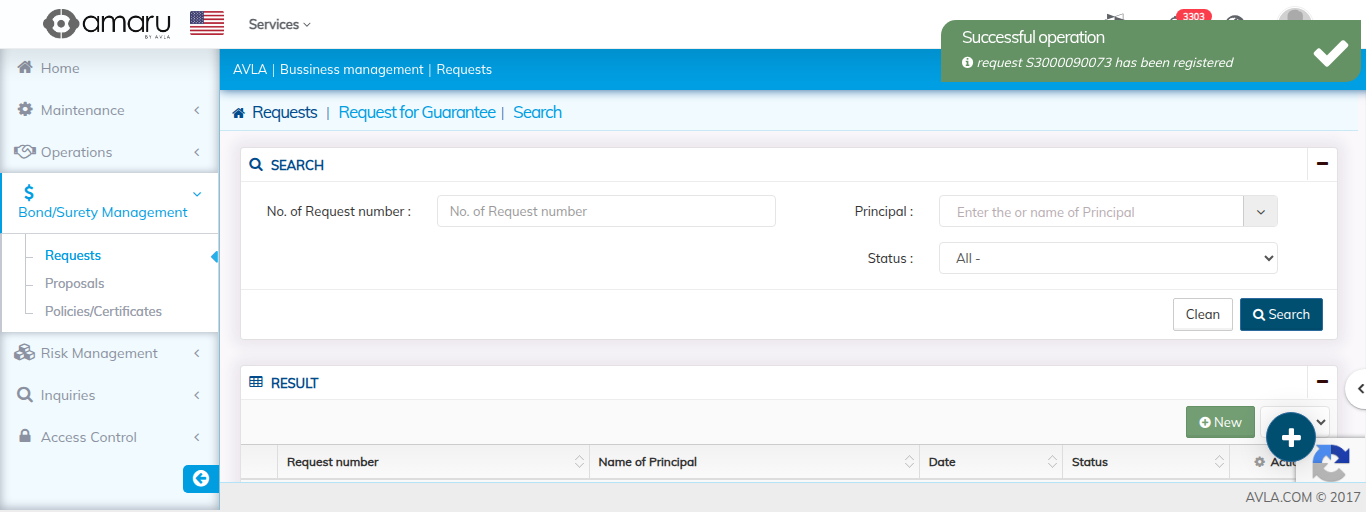 amaru
BY AVLA
Services
3303
Successful operation
request S3000090073 has been registered
Home
Maintenance
Operations
Bond/Surety Management
Requests
Proposals
Policies/Certificates
Risk Management
Inquiries
Access Control
AVLA | Bussiness management | Requests
Requests | Request for Guarantee | Search
SEARCH
No. of Request number :
No. of Request number
Principal :
Enter the or name of Principal
Status :
All -
Clean
Search
RESULT
New
Request number
Name of Principal
Date
Status
AVLA.COM © 2017